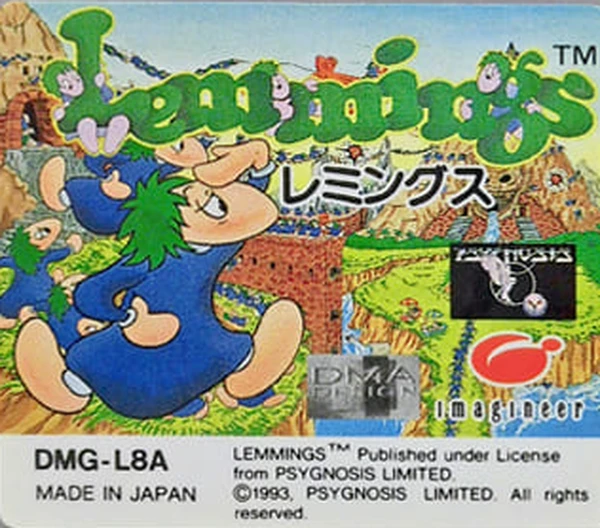 Lemmings TM
レミングス
PSYGNOSIS
DMA
DESIGN
imagineer
DMG-L8A
MADE IN JAPAN
LEMMINGS™ Published under License
from PSYGNOSIS LIMITED.
©1993, PSYGNOSIS LIMITED. All rights
reserved.